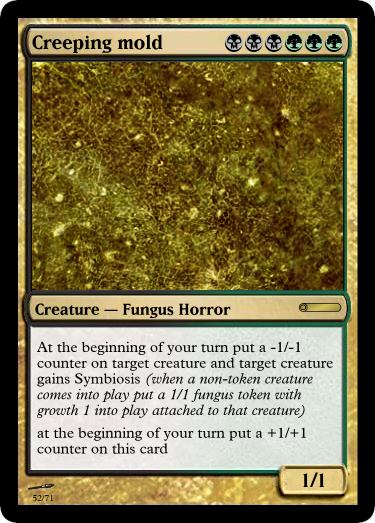 Creeping mold
Creature — Fungus Horror
At the beginning of your turn put a -1/-1
counter on target creature and target creature
gains Symbiosis (when a non-token creature
comes into play put a 1/1 fungus token with
growth 1 into play attached to that creature)
at the beginning of your turn put a +1/+1
counter on this card
1/1
52/71